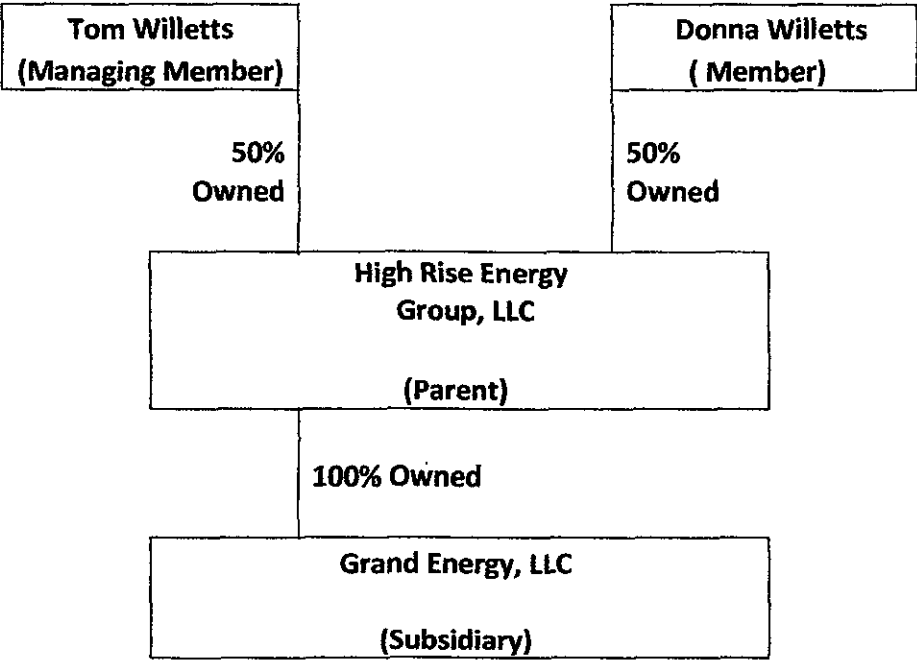 Tom Willetts
(Managing Member)
Donna Willetts
( Member)
50%
Owned
50%
Owned
High Rise Energy
Group, LLC
(Parent)
100% Owned
Grand Energy, LLC
(Subsidiary)